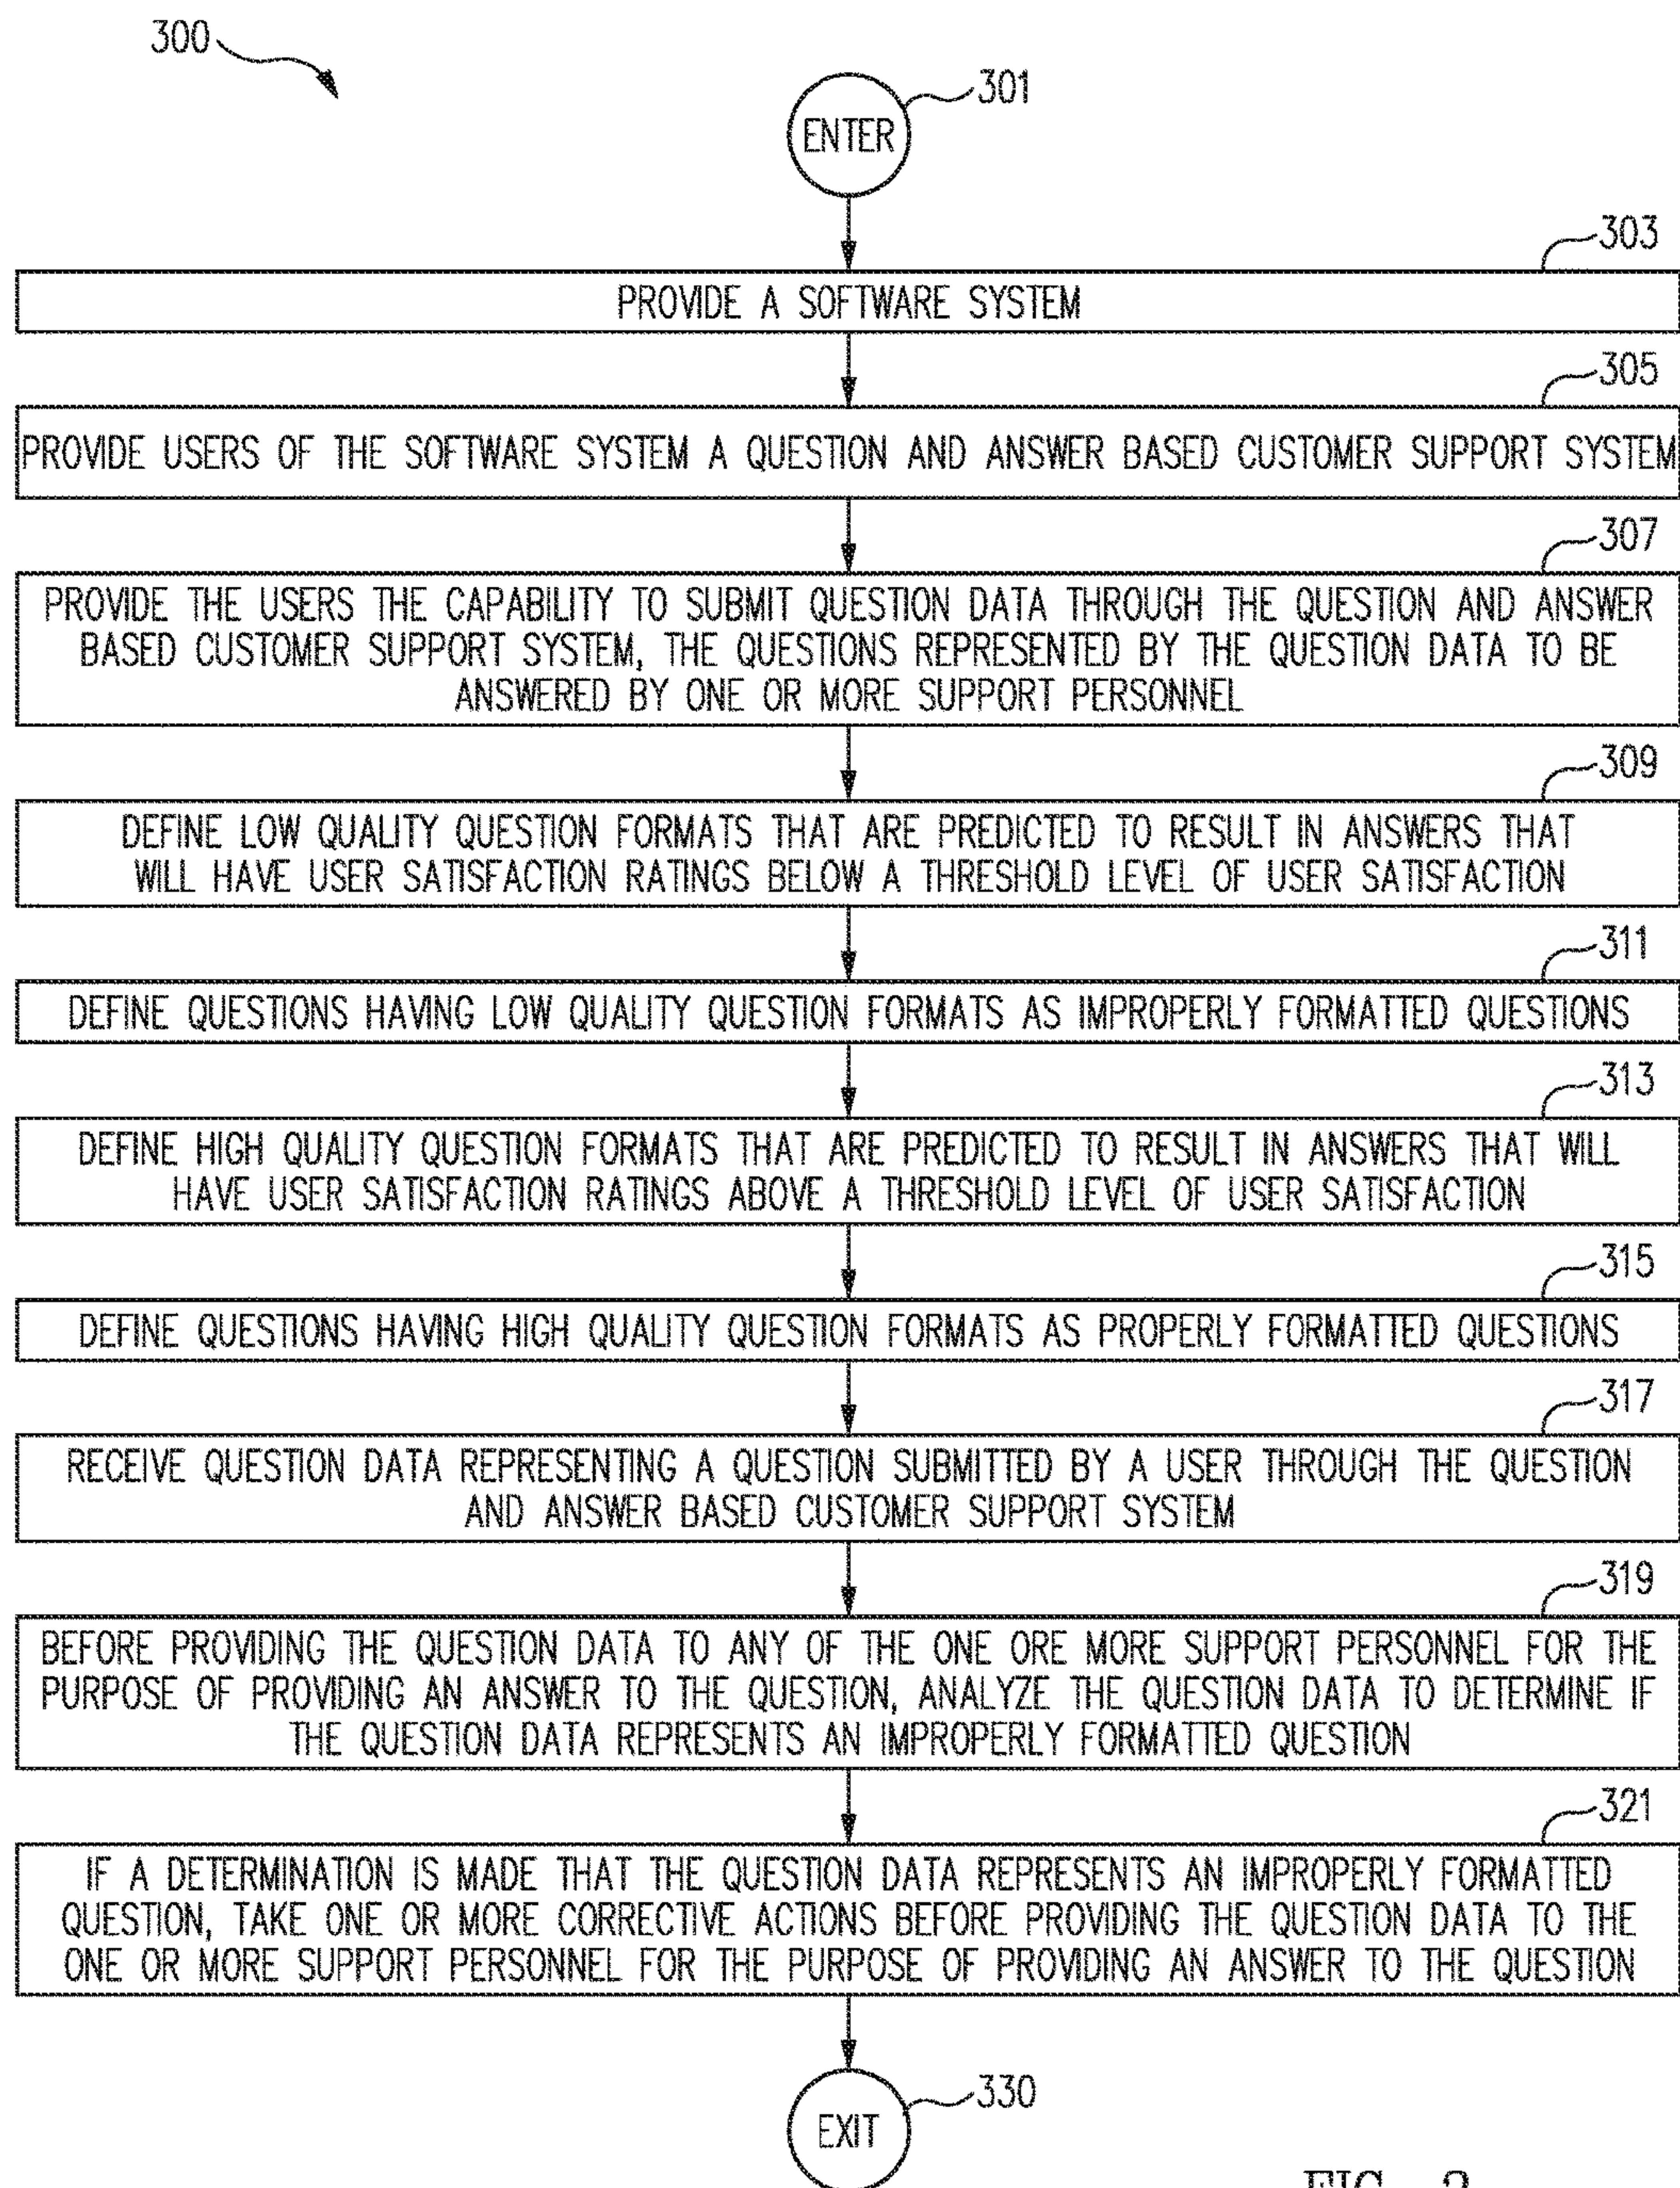 300
301
ENTER
303
PROVIDE A SOFTWARE SYSTEM
305
PROVIDE USERS OF THE SOFTWARE SYSTEM A QUESTION AND ANSWER BASED CUSTOMER SUPPORT SYSTEM
307
PROVIDE THE USERS THE CAPABILITY TO SUBMIT QUESTION DATA THROUGH THE QUESTION AND ANSWER
BASED CUSTOMER SUPPORT SYSTEM, THE QUESTIONS REPRESENTED BY THE QUESTION DATA TO BE
ANSWERED BY ONE OR MORE SUPPORT PERSONNEL
309
DEFINE LOW QUALITY QUESTION FORMATS THAT ARE PREDICTED TO RESULT IN ANSWERS THAT
WILL HAVE USER SATISFACTION RATINGS BELOW A THRESHOLD LEVEL OF USER SATISFACTION
311
DEFINE QUESTIONS HAVING LOW QUALITY QUESTION FORMATS AS IMPROPERLY FORMATTED QUESTIONS
313
DEFINE HIGH QUALITY QUESTION FORMATS THAT ARE PREDICTED TO RESULT IN ANSWERS THAT WILL
HAVE USER SATISFACTION RATINGS ABOVE A THRESHOLD LEVEL OF USER SATISFACTION
315
DEFINE QUESTIONS HAVING HIGH QUALITY QUESTION FORMATS AS PROPERLY FORMATTED QUESTIONS
317
RECEIVE QUESTION DATA REPRESENTING A QUESTION SUBMITTED BY A USER THROUGH THE QUESTION
AND ANSWER BASED CUSTOMER SUPPORT SYSTEM
319
BEFORE PROVIDING THE QUESTION DATA TO ANY OF THE ONE ORE MORE SUPPORT PERSONNEL FOR THE
PURPOSE OF PROVIDING AN ANSWER TO THE QUESTION, ANALYZE THE QUESTION DATA TO DETERMINE IF
THE QUESTION DATA REPRESENTS AN IMPROPERLY FORMATTED QUESTION
321
IF A DETERMINATION IS MADE THAT THE QUESTION DATA REPRESENTS AN IMPROPERLY FORMATTED
QUESTION, TAKE ONE OR MORE CORRECTIVE ACTIONS BEFORE PROVIDING THE QUESTION DATA TO THE
ONE OR MORE SUPPORT PERSONNEL FOR THE PURPOSE OF PROVIDING AN ANSWER TO THE QUESTION
330
EXIT